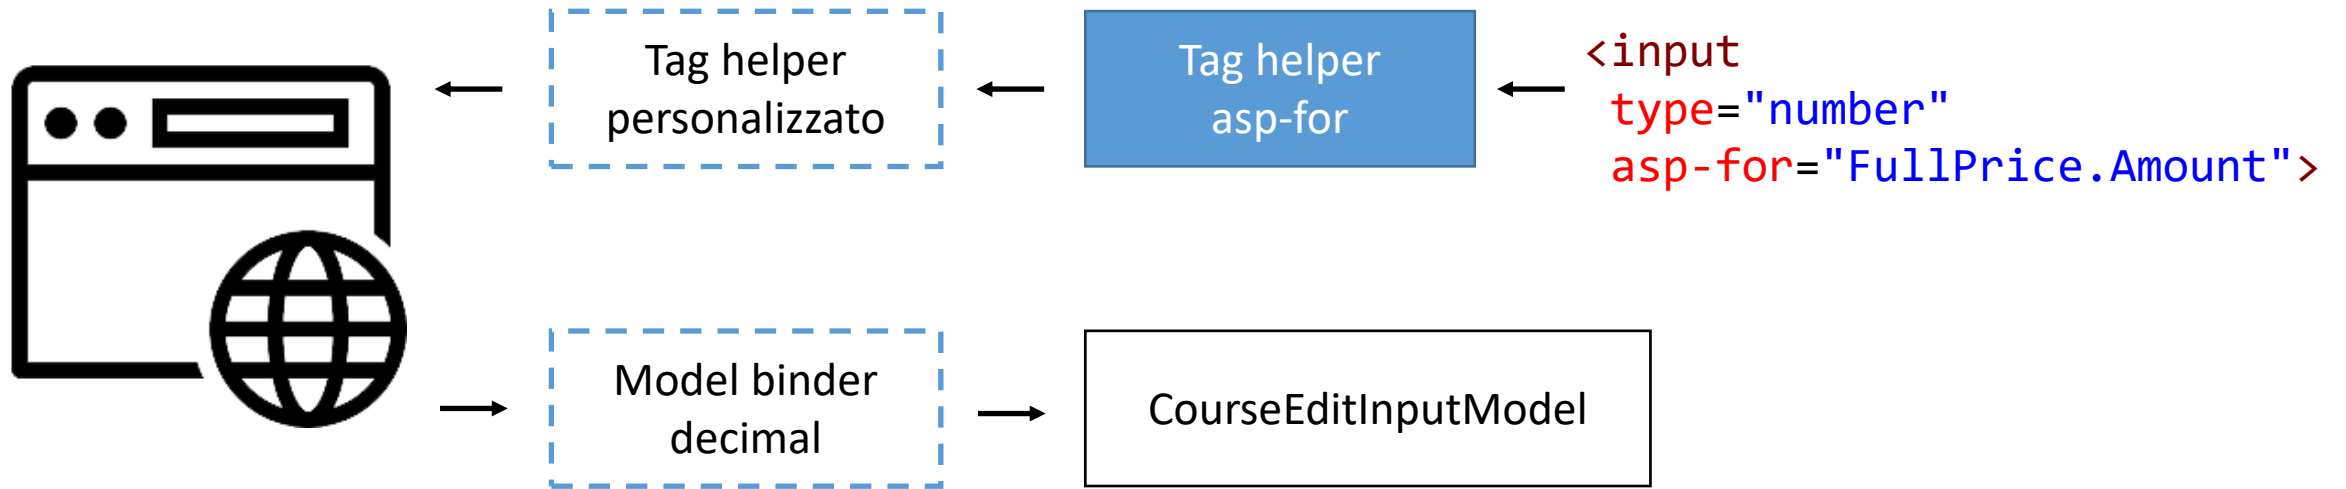 Tag helper
personalizzato
Tag helper
asp-for
<input
type="number"
asp-for="FullPrice.Amount">
Model binder
decimal
CourseEditInputModel